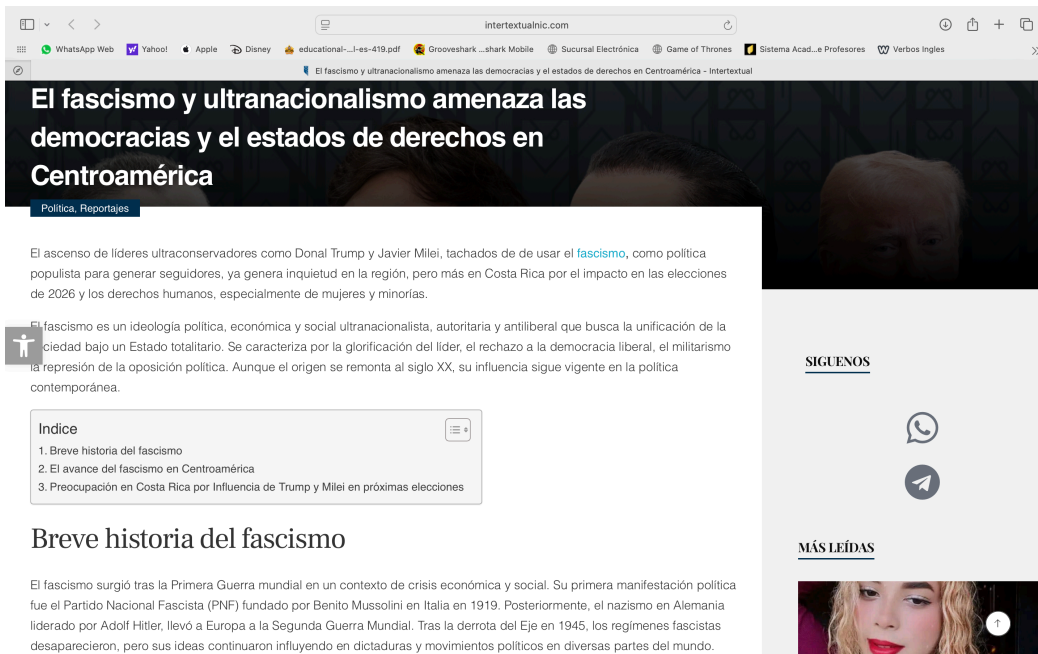 intertextualnic.com
WhatsApp Web Yahoo! Apple Disney educational-...l-es-419.pdf Grooveshark ...shark Mobile Sucursal Electrónica Game of Thrones Sistema Acad...e Profesores Verbos Ingles
El fascismo y ultranacionalismo amenaza las democracias y el estados de derechos en Centroamérica - Intertextual
El fascismo y ultranacionalismo amenaza las
democracias y el estados de derechos en
Centroamérica
Política, Reportajes
El ascenso de líderes ultraconservadores como Donal Trump y Javier Milei, tachados de de usar el fascismo, como política
populista para generar seguidores, ya genera inquietud en la región, pero más en Costa Rica por el impacto en las elecciones
de 2026 y los derechos humanos, especialmente de mujeres y minorías.
El fascismo es un ideología política, económica y social ultranacionalista, autoritaria y antiliberal que busca la unificación de la
ciedad bajo un Estado totalitario. Se caracteriza por la glorificación del líder, el rechazo a la democracia liberal, el militarismo
la represión de la oposición política. Aunque el origen se remonta al siglo XX, su influencia sigue vigente en la política
contemporánea.
Indice
1. Breve historia del fascismo
2. El avance del fascismo en Centroamérica
3. Preocupación en Costa Rica por Influencia de Trump y Milei en próximas elecciones
Breve historia del fascismo
El fascismo surgió tras la Primera Guerra mundial en un contexto de crisis económica y social. Su primera manifestación política
fue el Partido Nacional Fascista (PNF) fundado por Benito Mussolini en Italia en 1919. Posteriormente, el nazismo en Alemania
liderado por Adolf Hitler, llevó a Europa a la Segunda Guerra Mundial. Tras la derrota del Eje en 1945, los regímenes fascistas
desaparecieron, pero sus ideas continuaron influyendo en dictaduras y movimientos políticos en diversas partes del mundo.
SIGUENOS
MÁS LEÍDAS